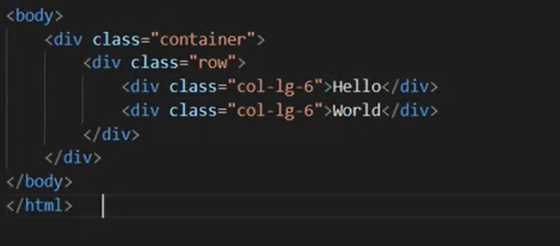 <body>
    <div class="container">
        <div class="row">
            <div class="col-lg-6">Hello</div>
            <div class="col-lg-6">World</div>
        </div>
    </div>
</body>
</html>